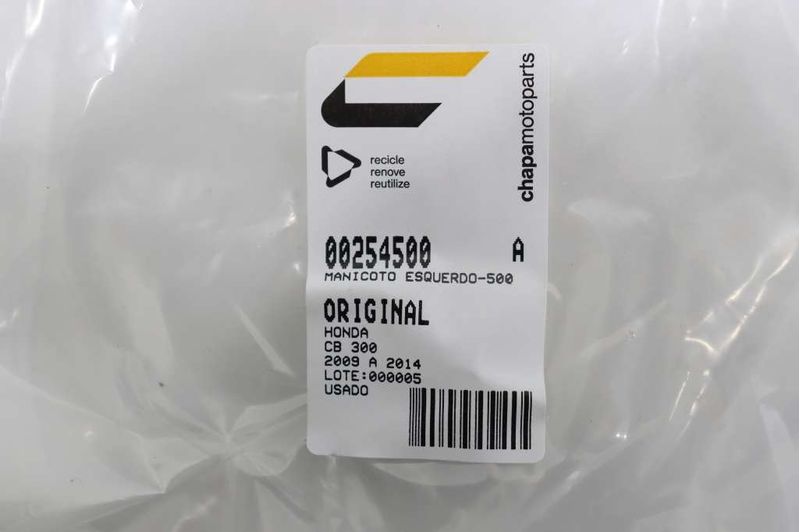 chapamotoparts
recicle
renove
reutilize
00254500 A
MANICOTO ESQUERDO-500
ORIGINAL
HONDA
CB 300
2009 A 2014
LOTE:000005
USADO